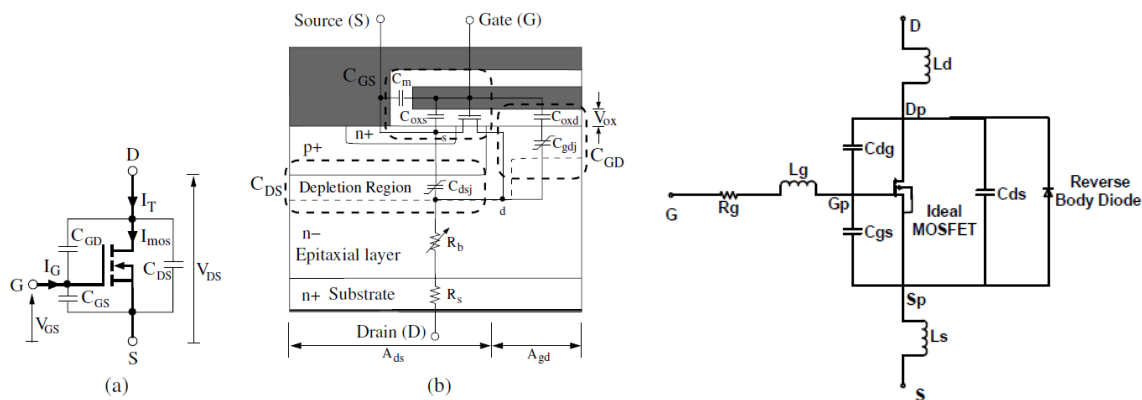 D
I_T
I_mos
C_GD
I_G
G
C_GS
C_DS
V_GS
V_DS
S
(a)
Source (S)
Gate (G)
C_GS
C_m
C_oxs
C_oxd
V_ox
n+
s
p+
C_gdj
C_GD
C_DS
Depletion Region
C_dsj
d
n−
R_b
Epitaxial layer
n+ Substrate
R_s
Drain (D)
A_ds
A_gd
(b)
D
Ld
Dp
Cdg
Lg
G
Rg
Gp
Ideal
MOSFET
Cds
Reverse
Body Diode
Cgs
Sp
Ls
S